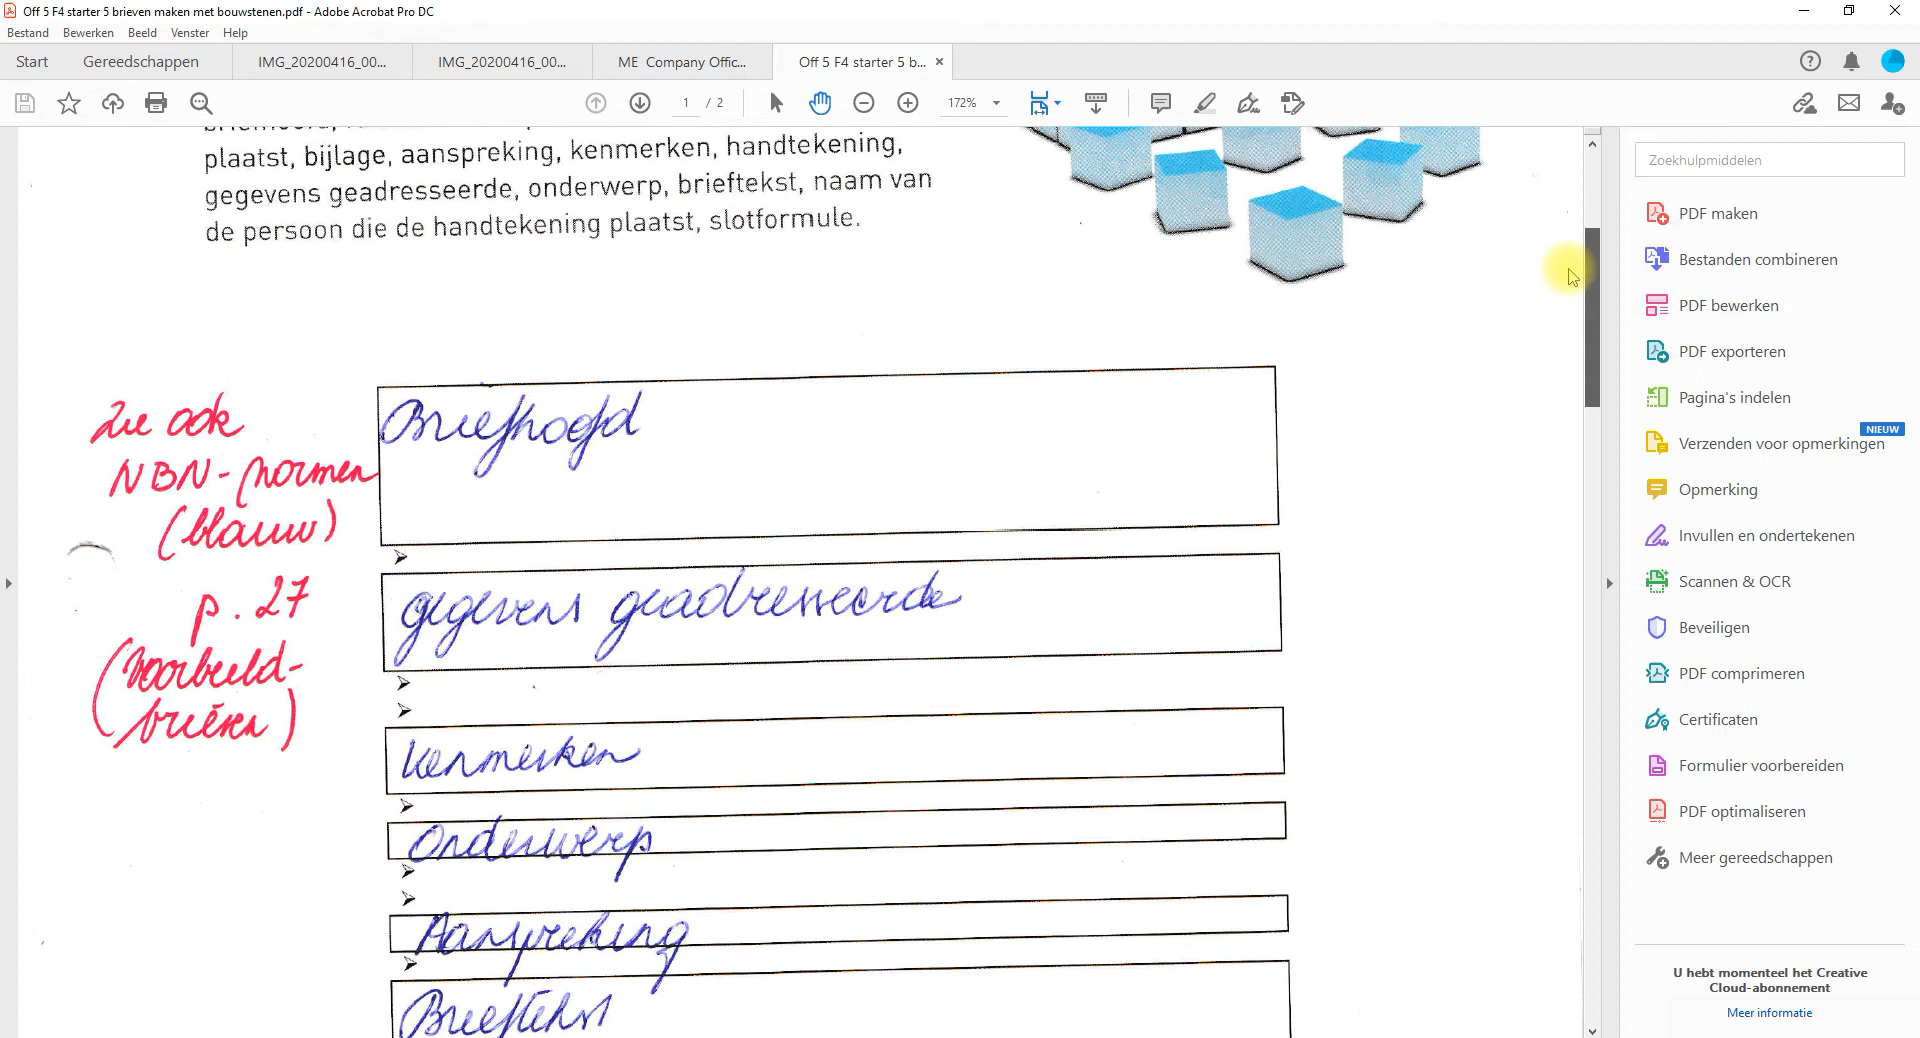 Off 5 F4 starter 5 brieven maken met bouwstenen.pdf - Adobe Acrobat Pro DC
Bestand Bewerken Beeld Venster Help
Start Gereedschappen IMG_20200416_00... IMG_20200416_00... ME Company Offic... Off 5 F4 starter 5 b... ×
1 / 2 172%
plaatst, bijlage, aanspreking, kenmerken, handtekening,
gegevens geadresseerde, onderwerp, brieftekst, naam van
de persoon die de handtekening plaatst, slotformule.
Zie ook
NBN-normen
(blauw)
p. 27
(voorbeeld-
brieven)
Briefhoofd
gegevens geadresseerde
Kenmerken
Onderwerp
Aanspreking
Brieftekst
Zoekhulpmiddelen
PDF maken
Bestanden combineren
PDF bewerken
PDF exporteren
Pagina's indelen
NIEUW
Verzenden voor opmerkingen
Opmerking
Invullen en ondertekenen
Scannen & OCR
Beveiligen
PDF comprimeren
Certificaten
Formulier voorbereiden
PDF optimaliseren
Meer gereedschappen
U hebt momenteel het Creative
Cloud-abonnement
Meer informatie